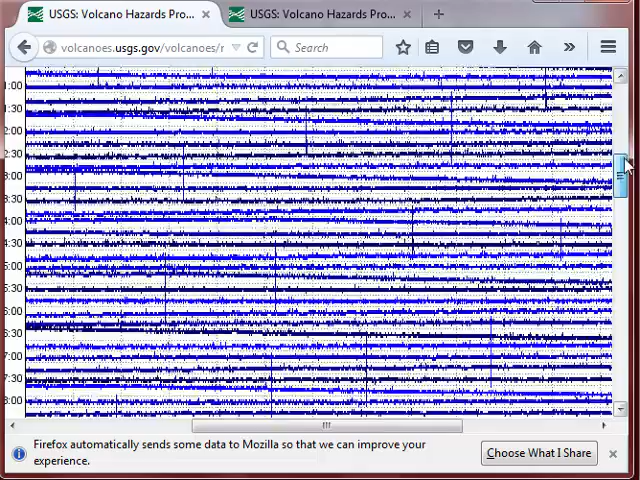 USGS: Volcano Hazards Pro...
USGS: Volcano Hazards Pro...
volcanoes.usgs.gov/volcanoes/r
Search
1:00
1:30
2:00
2:30
3:00
3:30
4:00
4:30
5:00
5:30
6:00
6:30
7:00
7:30
8:00
Firefox automatically sends some data to Mozilla so that we can improve your
experience.
Choose What I Share